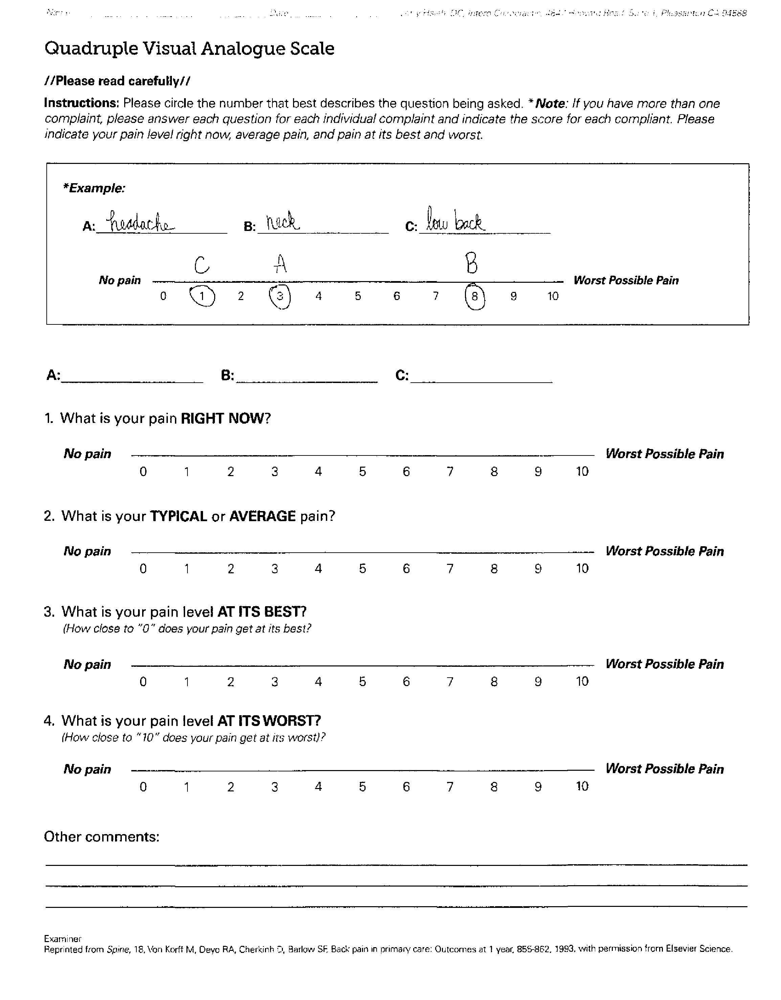 Name Date Hsieh, DC, Intero Chiropractic, Road, Suite 1, Pleasanton CA 94588
Quadruple Visual Analogue Scale
//Please read carefully//
Instructions: Please circle the number that best describes the question being asked. *Note: If you have more than one
complaint, please answer each question for each individual complaint and indicate the score for each compliant. Please
indicate your pain level right now, average pain, and pain at its best and worst.
*Example:
A: headache B: neck C: low back
C A B
No pain Worst Possible Pain
0 1 2 3 4 5 6 7 8 9 10
A: B: C:
1. What is your pain RIGHT NOW?
No pain Worst Possible Pain
0 1 2 3 4 5 6 7 8 9 10
2. What is your TYPICAL or AVERAGE pain?
No pain Worst Possible Pain
0 1 2 3 4 5 6 7 8 9 10
3. What is your pain level AT ITS BEST?
(How close to "0" does your pain get at its best?
No pain Worst Possible Pain
0 1 2 3 4 5 6 7 8 9 10
4. What is your pain level AT ITS WORST?
(How close to "10" does your pain get at its worst)?
No pain Worst Possible Pain
0 1 2 3 4 5 6 7 8 9 10
Other comments:
Examiner
Reprinted from Spine, 18, Von Korff M, Deyo RA, Cherkinh D, Barlow SF, Back pain in primary care: Outcomes at 1 year, 855-862, 1993, with permission from Elsevier Science.